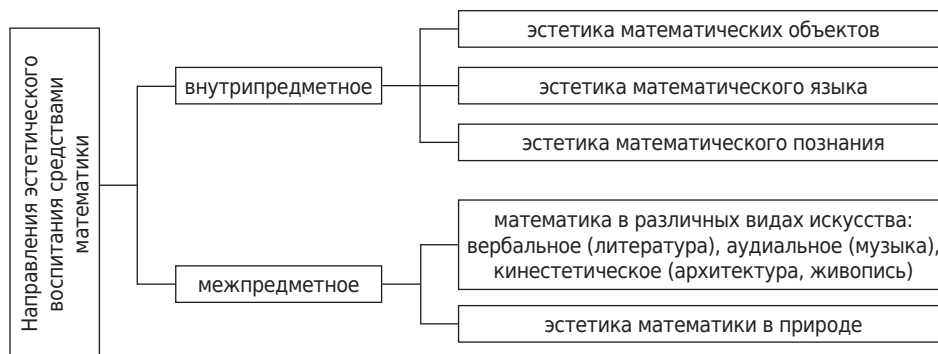 Направления эстетического
воспитания средствами
математики
внутрипредметное
эстетика математических объектов
эстетика математического языка
эстетика математического познания
межпредметное
математика в различных видах искусства:
вербальное (литература), аудиальное (музыка),
кинестетическое (архитектура, живопись)
эстетика математики в природе